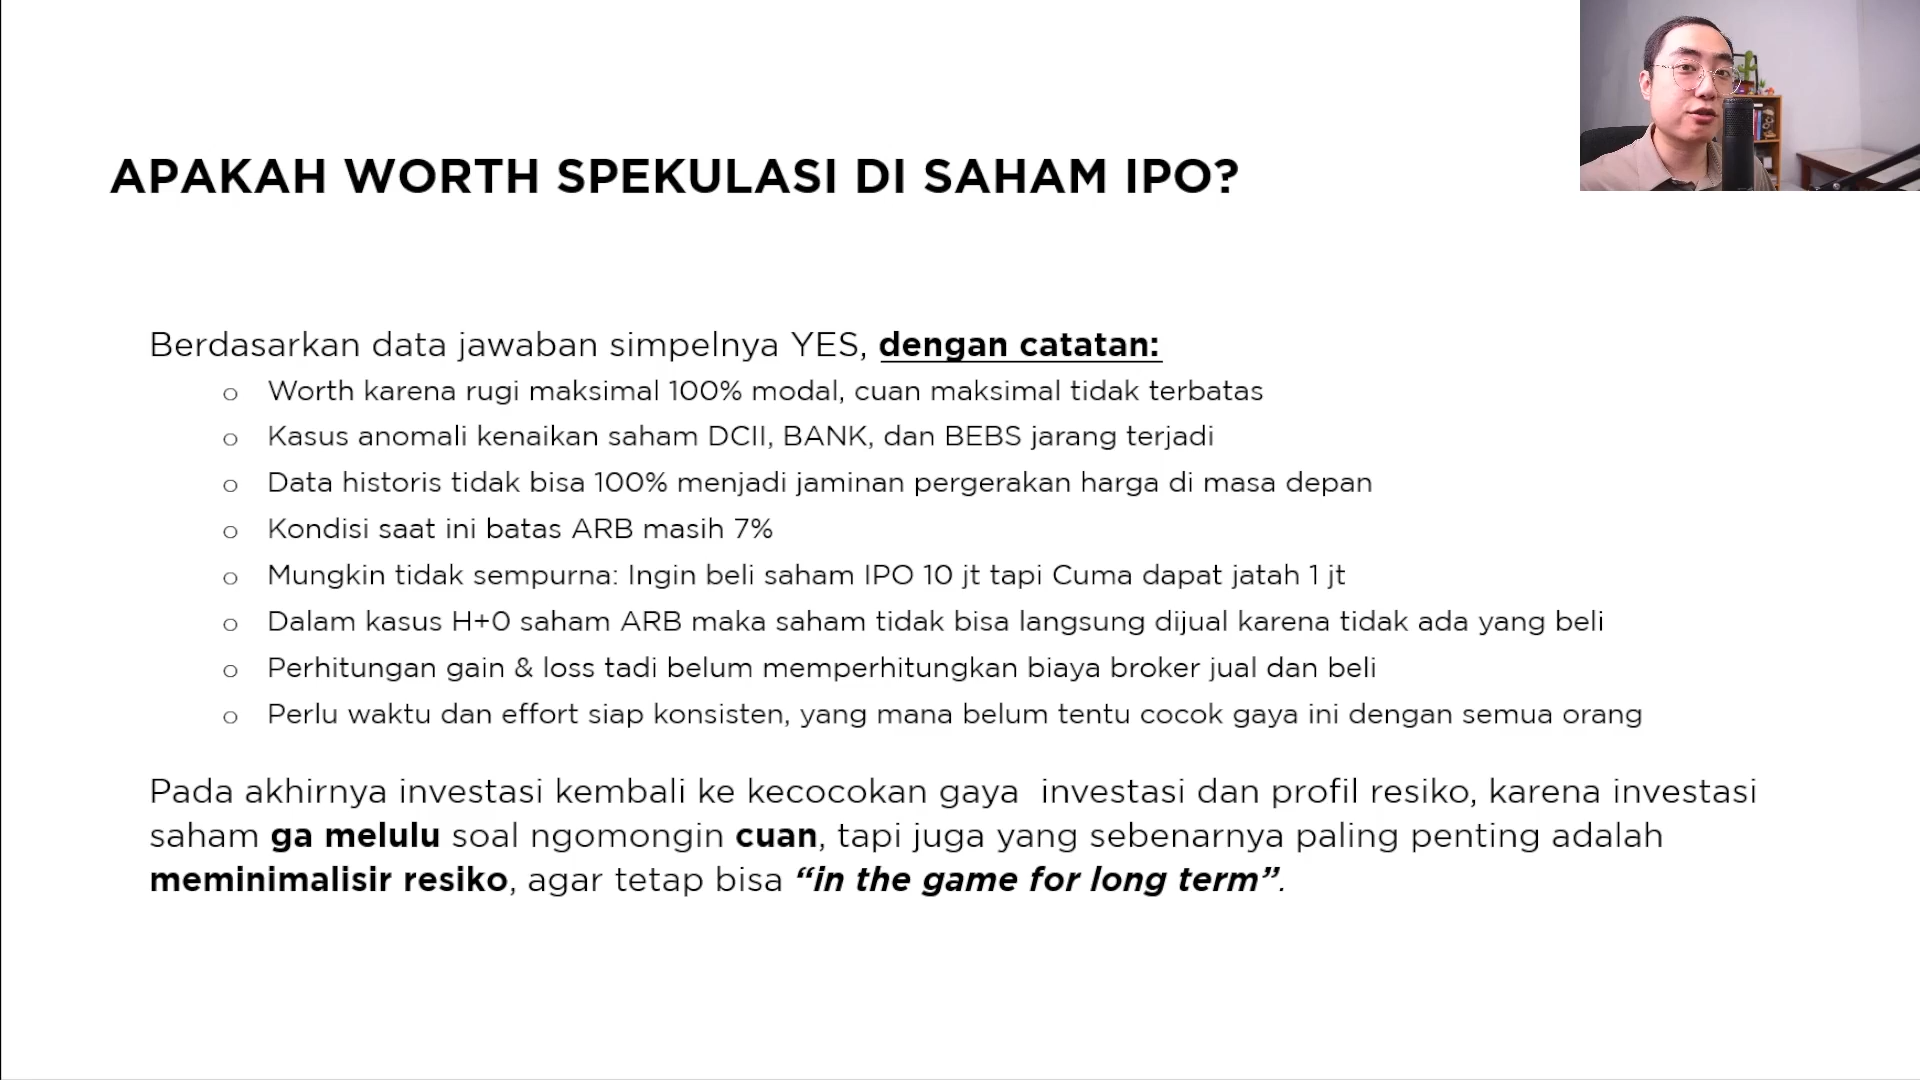 APAKAH WORTH SPEKULASI DI SAHAM IPO?
Berdasarkan data jawaban simpelnya YES, dengan catatan:
o Worth karena rugi maksimal 100% modal, cuan maksimal tidak terbatas
o Kasus anomali kenaikan saham DCII, BANK, dan BEBS jarang terjadi
o Data historis tidak bisa 100% menjadi jaminan pergerakan harga di masa depan
o Kondisi saat ini batas ARB masih 7%
o Mungkin tidak sempurna: Ingin beli saham IPO 10 jt tapi Cuma dapat jatah 1 jt
o Dalam kasus H+0 saham ARB maka saham tidak bisa langsung dijual karena tidak ada yang beli
o Perhitungan gain & loss tadi belum memperhitungkan biaya broker jual dan beli
o Perlu waktu dan effort siap konsisten, yang mana belum tentu cocok gaya ini dengan semua orang
Pada akhirnya investasi kembali ke kecocokan gaya  investasi dan profil resiko, karena investasi
saham ga melulu soal ngomongin cuan, tapi juga yang sebenarnya paling penting adalah
meminimalisir resiko, agar tetap bisa “in the game for long term”.